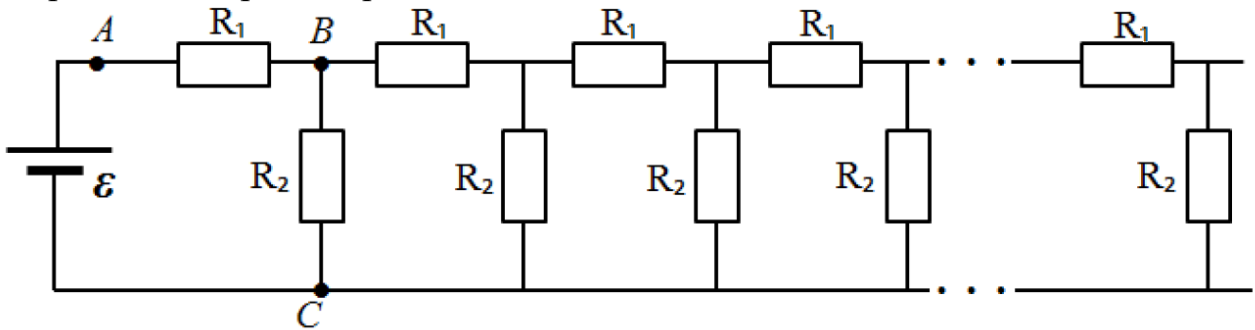 A R₁ B R₁ R₁ R₁ . . . R₁
ε R₂ R₂ R₂ R₂ R₂
C . . .